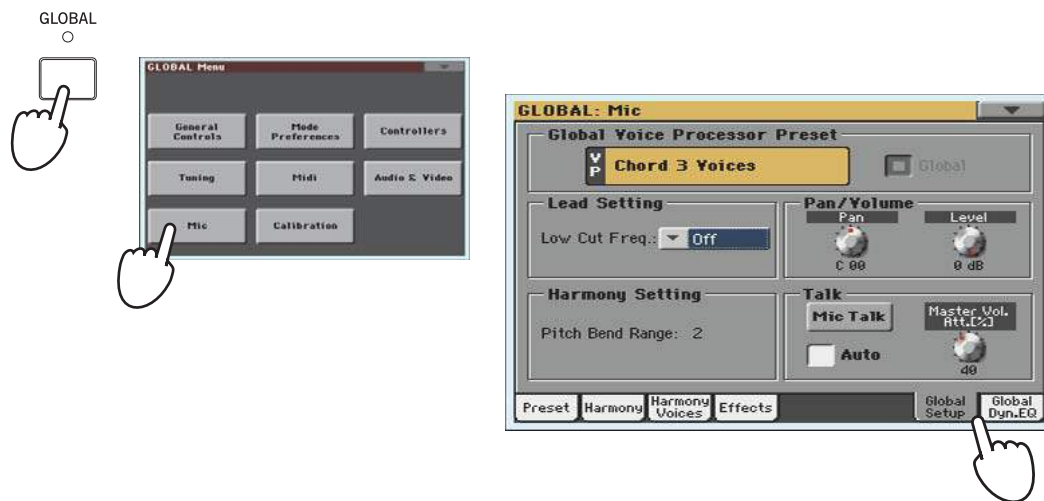 GLOBAL
GLOBAL Menu
General Controls
Mode Preferences
Controllers
Tuning
Midi
Audio & Video
Mic
Calibration
GLOBAL: Mic
Global Voice Processor Preset
VP Chord 3 Voices
Global
Lead Setting
Low Cut Freq.: Off
Pan/Volume
Pan
Level
C 00
0 dB
Harmony Setting
Pitch Bend Range: 2
Talk
Mic Talk
Master Vol. Att.[%]
Auto
40
Preset
Harmony
Harmony Voices
Effects
Global Setup
Global Dyn.EQ